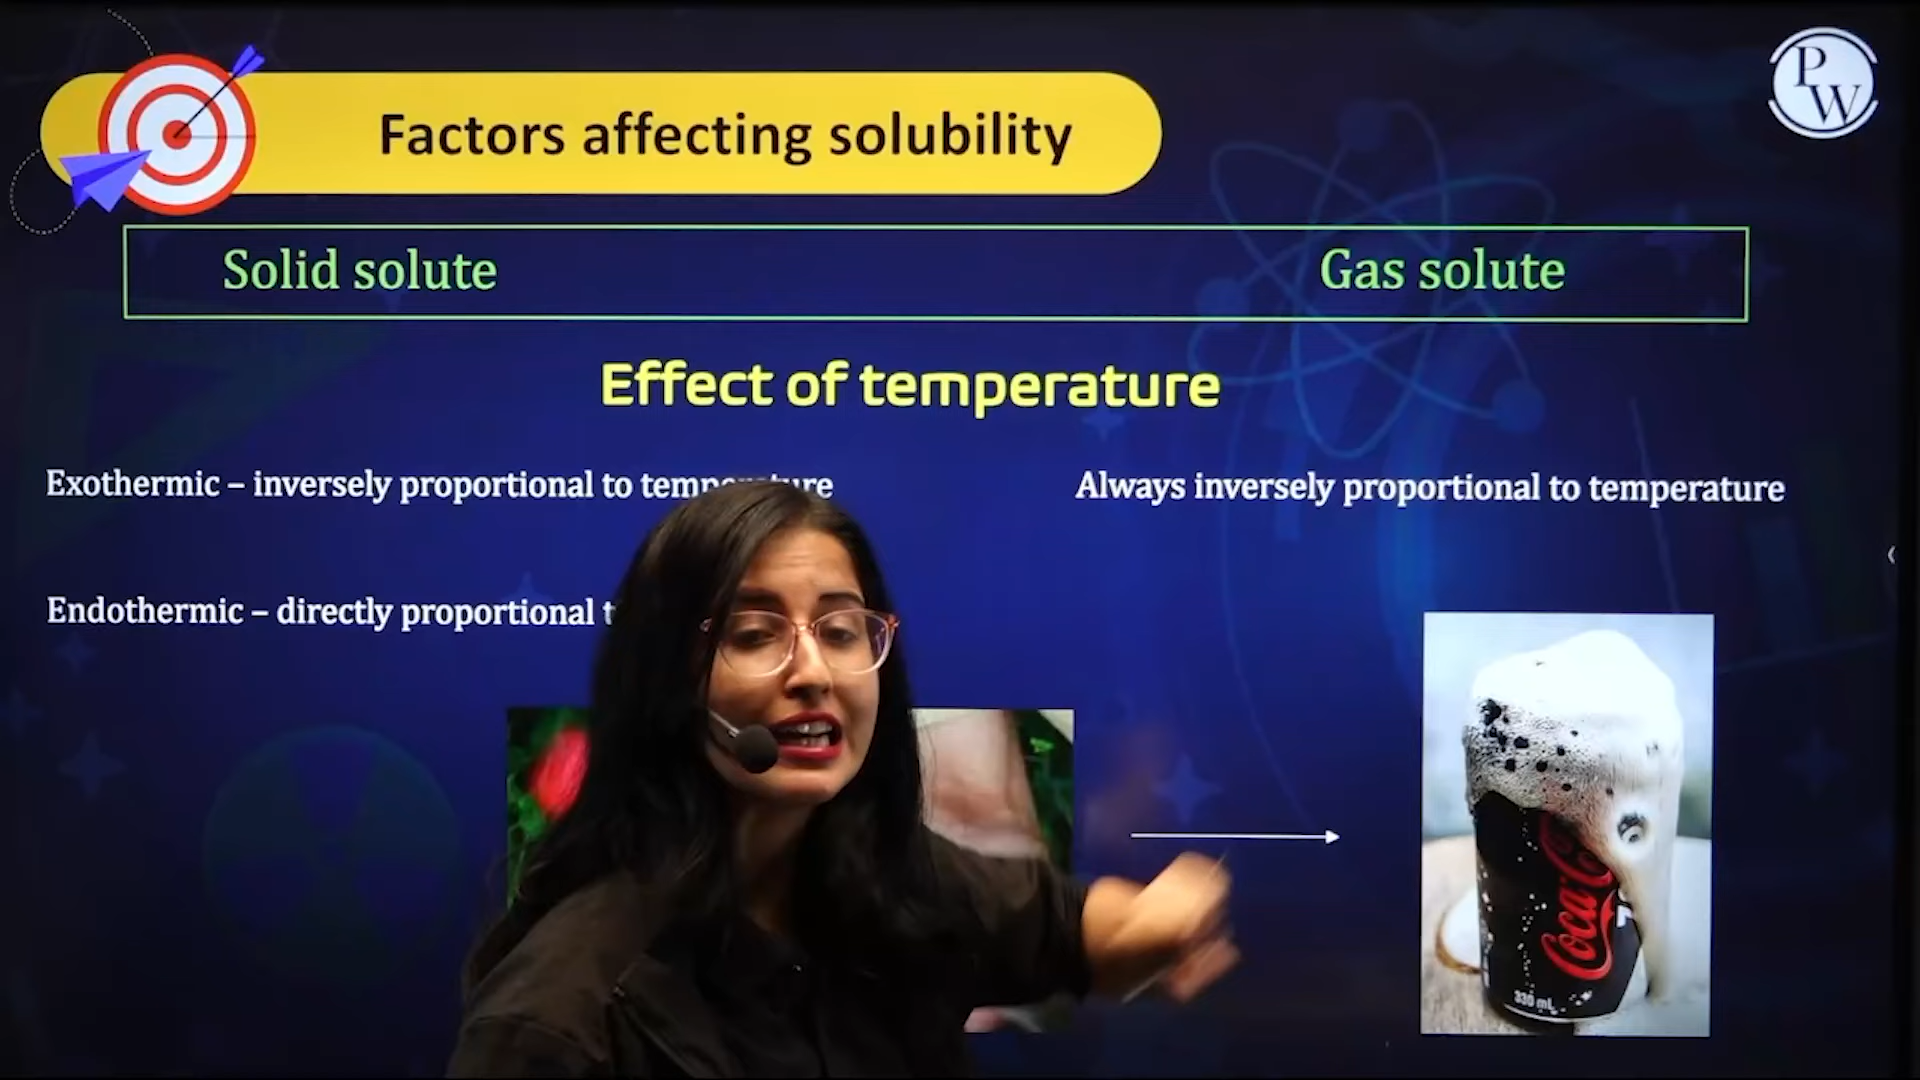 P
W
Factors affecting solubility
Solid solute
Gas solute
Effect of temperature
Exothermic – inversely proportional to temperature
Always inversely proportional to temperature
Endothermic – directly proportional
Coca
330 mL